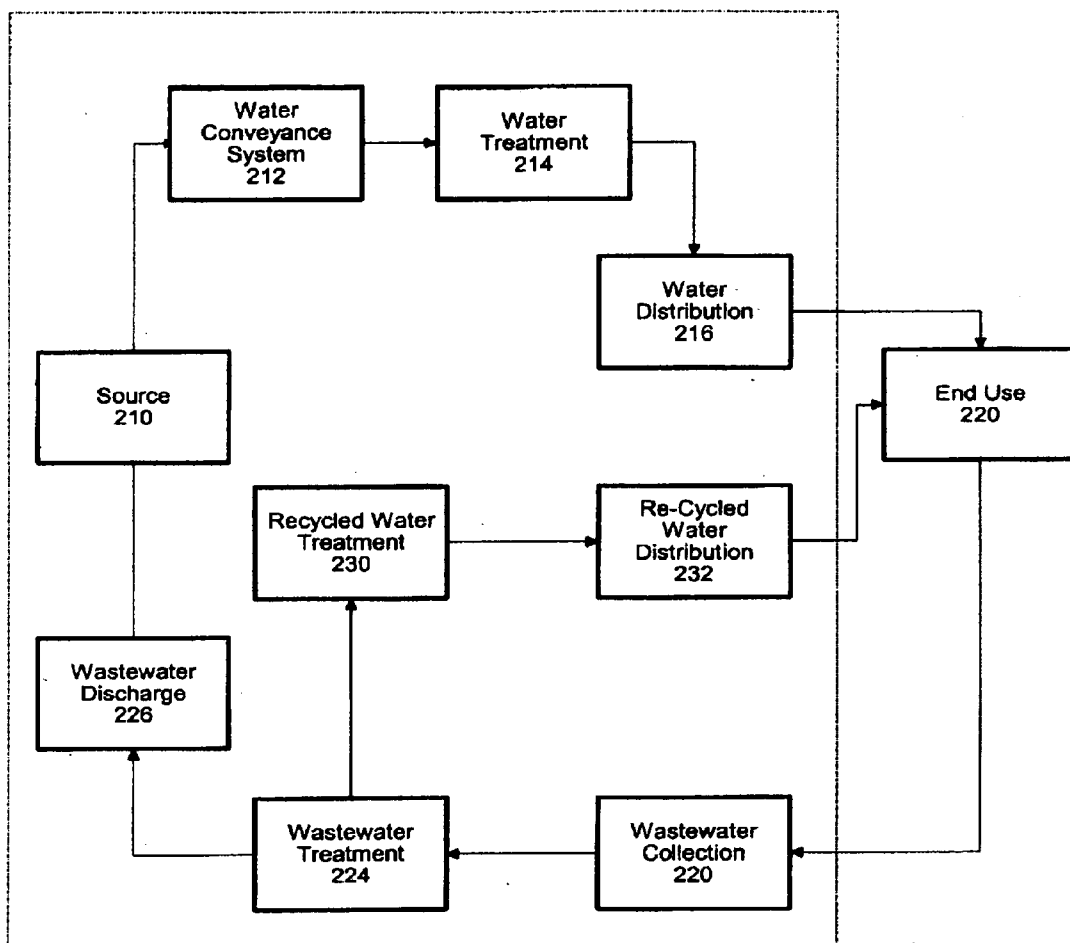 Water
Conveyance
System
212
Water
Treatment
214
Water
Distribution
216
Source
210
End Use
220
Recycled Water
Treatment
230
Re-Cycled
Water
Distribution
232
Wastewater
Discharge
226
Wastewater
Treatment
224
Wastewater
Collection
220